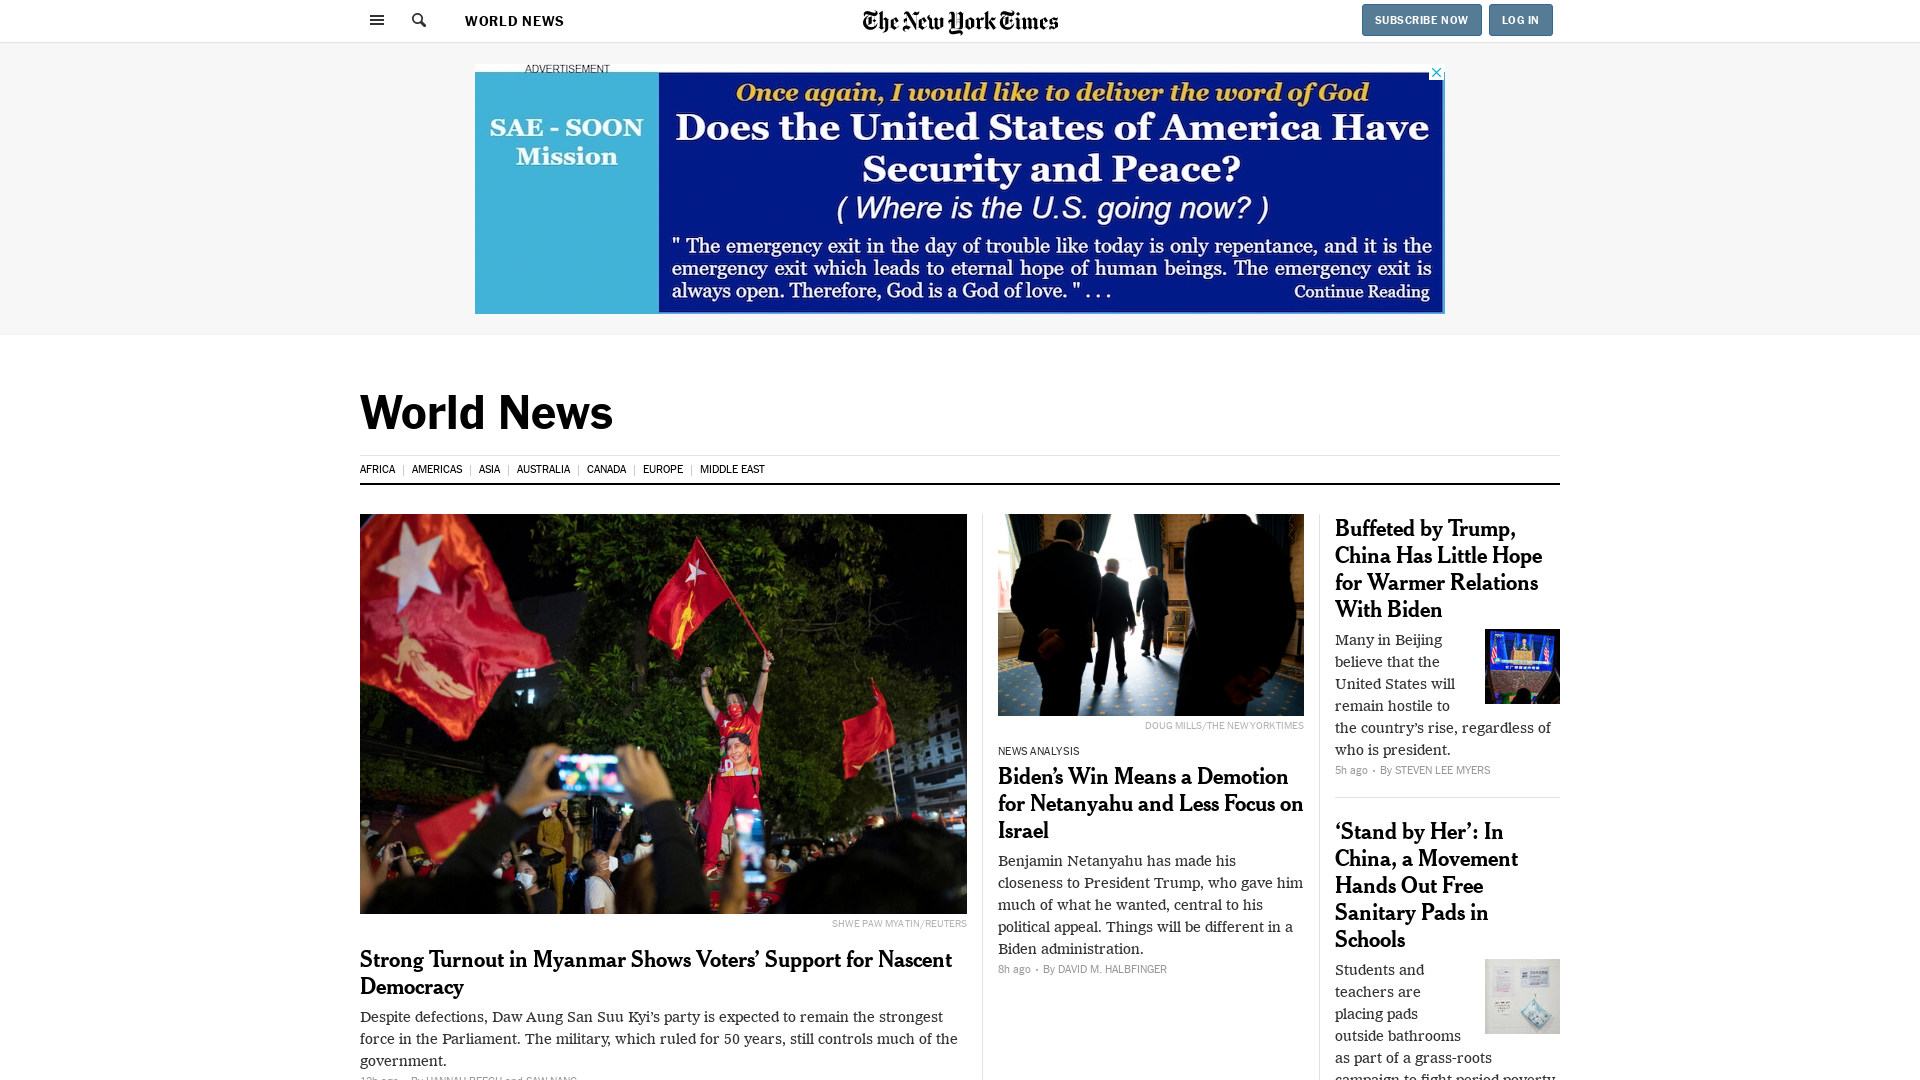 WORLD NEWS
The New York Times
SUBSCRIBE NOW
LOG IN
ADVERTISEMENT
SAE - SOON
Mission
Once again, I would like to deliver the word of God
Does the United States of America Have
Security and Peace?
( Where is the U.S. going now? )
" The emergency exit in the day of trouble like today is only repentance, and it is the
emergency exit which leads to eternal hope of human beings. The emergency exit is
always open. Therefore, God is a God of love. " . . .
Continue Reading
World News
AFRICA
AMERICAS
ASIA
AUSTRALIA
CANADA
EUROPE
MIDDLE EAST
SHWE PAW MYA TIN/REUTERS
Strong Turnout in Myanmar Shows Voters’ Support for Nascent
Democracy
Despite defections, Daw Aung San Suu Kyi’s party is expected to remain the strongest
force in the Parliament. The military, which ruled for 50 years, still controls much of the
government.
12h ago · By HANNAH BEECH and SAW NANG
DOUG MILLS/THE NEW YORK TIMES
NEWS ANALYSIS
Biden’s Win Means a Demotion
for Netanyahu and Less Focus on
Israel
Benjamin Netanyahu has made his
closeness to President Trump, who gave him
much of what he wanted, central to his
political appeal. Things will be different in a
Biden administration.
8h ago · By DAVID M. HALBFINGER
Buffeted by Trump,
China Has Little Hope
for Warmer Relations
With Biden
Many in Beijing
believe that the
United States will
remain hostile to
the country’s rise, regardless of
who is president.
5h ago · By STEVEN LEE MYERS
‘Stand by Her’: In
China, a Movement
Hands Out Free
Sanitary Pads in
Schools
Students and
teachers are
placing pads
outside bathrooms
as part of a grass-roots
campaign to fight period poverty